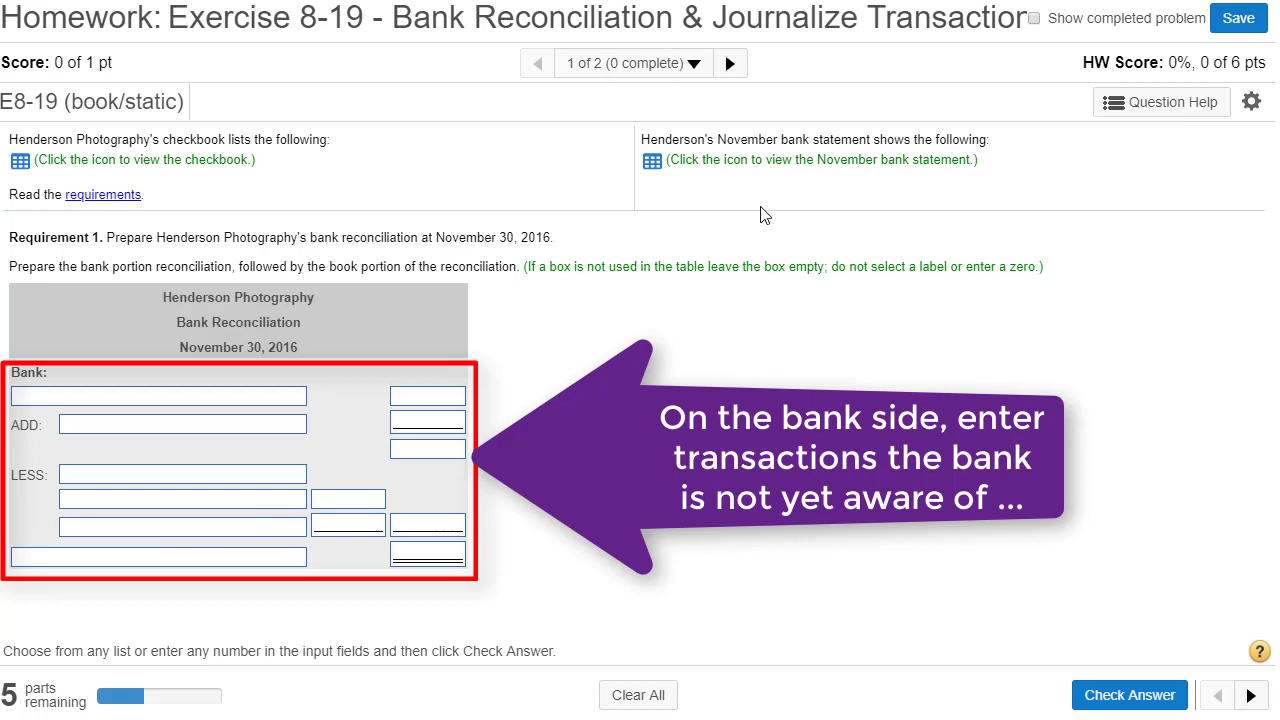 Homework: Exercise 8-19 - Bank Reconciliation & Journalize Transaction
Show completed problem
Save
Score: 0 of 1 pt
1 of 2 (0 complete)
HW Score: 0%, 0 of 6 pts
E8-19 (book/static)
Question Help
Henderson Photography's checkbook lists the following:
(Click the icon to view the checkbook.)
Read the requirements.
Henderson's November bank statement shows the following:
(Click the icon to view the November bank statement.)
Requirement 1. Prepare Henderson Photography's bank reconciliation at November 30, 2016.
Prepare the bank portion reconciliation, followed by the book portion of the reconciliation. (If a box is not used in the table leave the box empty; do not select a label or enter a zero.)
Henderson Photography
Bank Reconciliation
November 30, 2016
Bank:
ADD:
LESS:
On the bank side, enter
transactions the bank
is not yet aware of ...
Choose from any list or enter any number in the input fields and then click Check Answer.
?
5 parts
remaining
Clear All
Check Answer